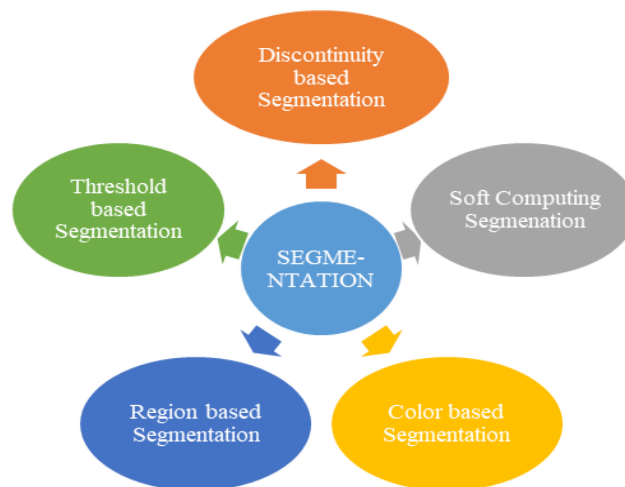 Discontinuity
based
Segmentation
Threshold
based
Segmentation
Soft Computing
Segmenation
SEGME-
NTATION
Region based
Segmentation
Color based
Segmentation